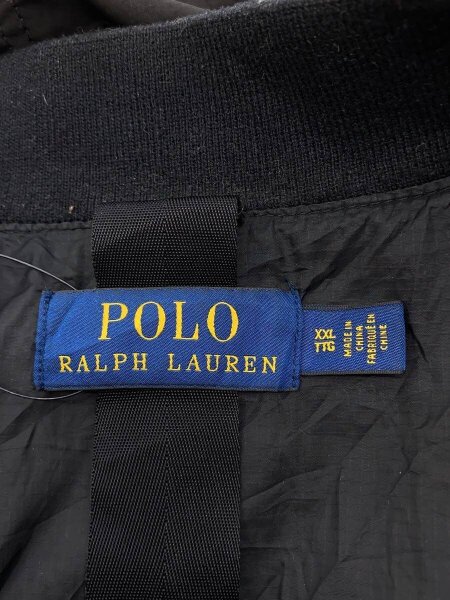 POLO
RALPH LAUREN
XXL
TTG
MADE IN
CHINA
FABRIQUÉ EN
CHINE